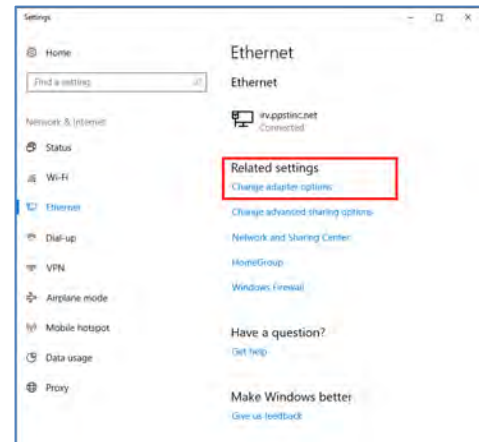 Settings
Home
Find a setting
Network & Internet
Status
Wi-Fi
Ethernet
Dial-up
VPN
Airplane mode
Mobile hotspot
Data usage
Proxy
Ethernet
Ethernet
irv.ppstinc.net
Connected
Related settings
Change adapter options
Change advanced sharing options
Network and Sharing Center
HomeGroup
Windows Firewall
Have a question?
Get help
Make Windows better
Give us feedback